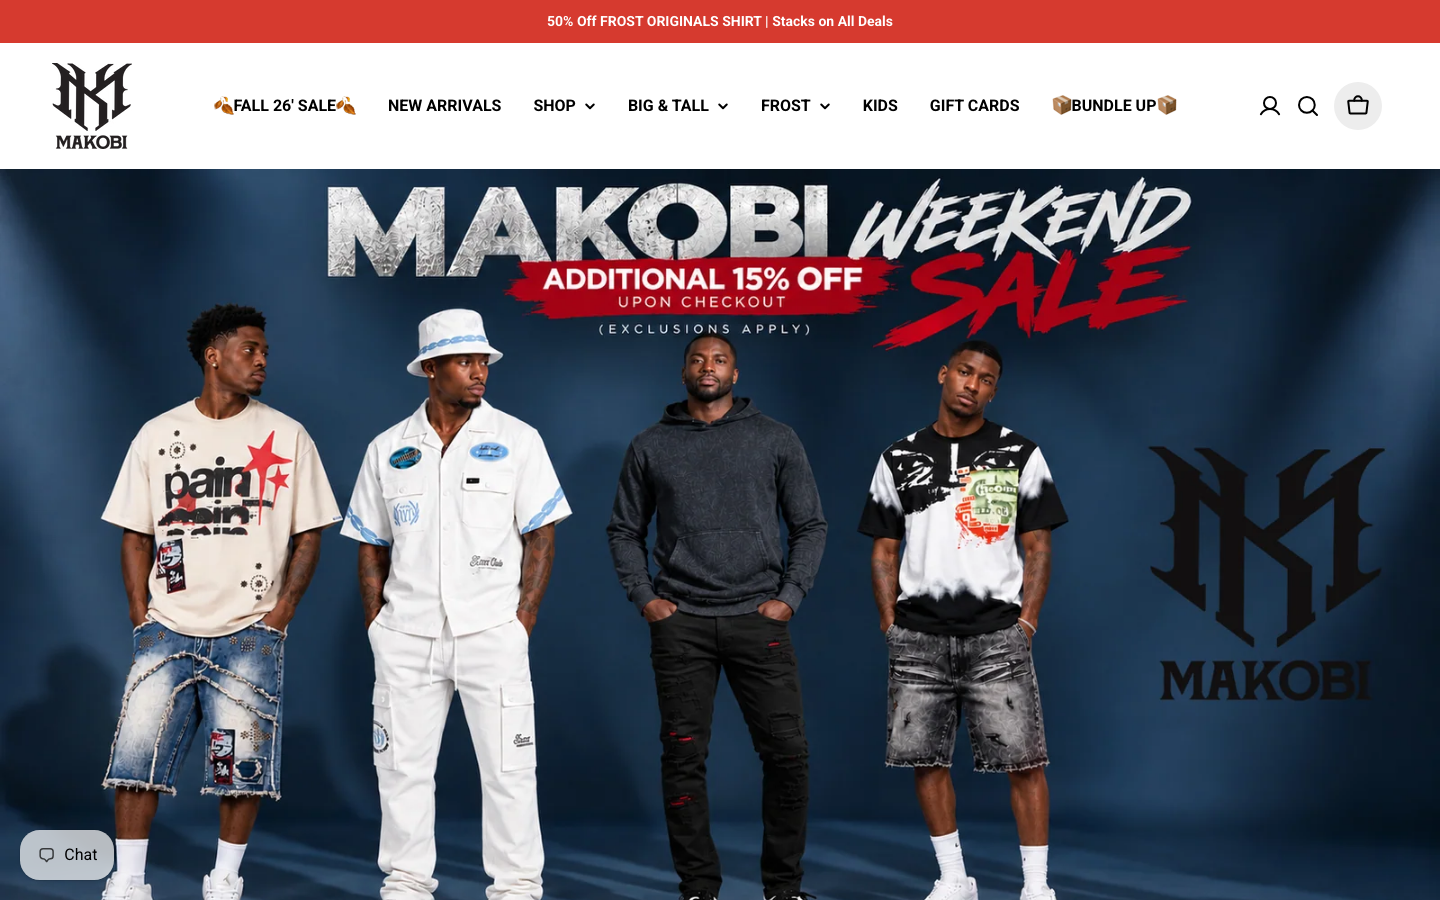 50% Off FROST ORIGINALS SHIRT | Stacks on All Deals
MAKOBI
FALL 26' SALE
NEW ARRIVALS
SHOP
BIG & TALL
FROST
KIDS
GIFT CARDS
BUNDLE UP
MAKOBI WEEKEND
SALE
ADDITIONAL 15% OFF
UPON CHECKOUT
(EXCLUSIONS APPLY)
pain
MAKOBI
Chat